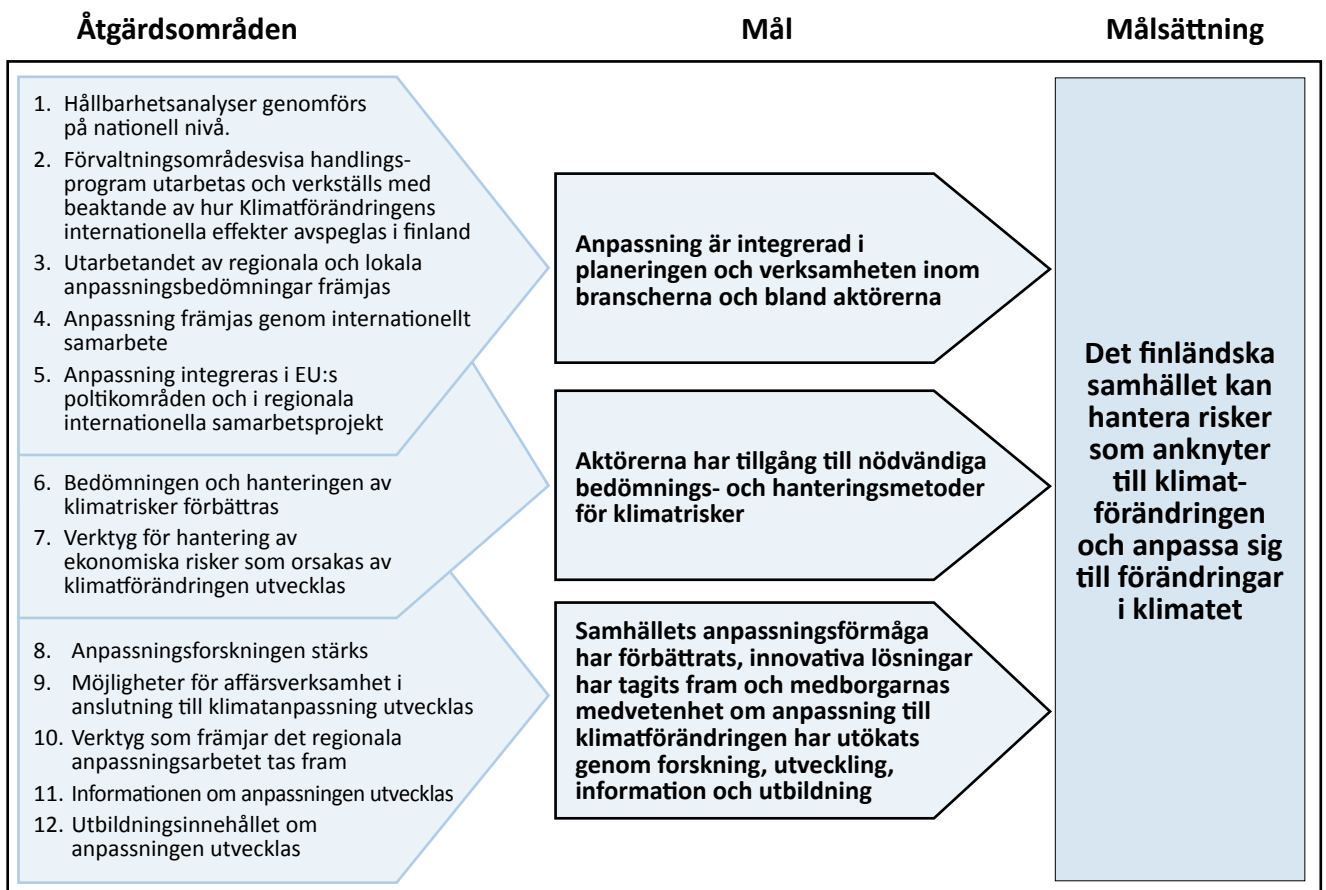 Åtgärdsområden
Mål
Målsättning
1. Hållbarhetsanalyser genomförs
på nationell nivå.
2. Förvaltningsområdesvisa handlings-
program utarbetas och verkställs med
beaktande av hur Klimatförändringens
internationella effekter avspeglas i finland
3. Utarbetandet av regionala och lokala
anpassningsbedömningar främjas
4. Anpassning främjas genom internationellt
samarbete
5. Anpassning integreras i EU:s
poltikområden och i regionala
internationella samarbetsprojekt
6. Bedömningen och hanteringen av
klimatrisker förbättras
7. Verktyg för hantering av
ekonomiska risker som orsakas av
klimatförändringen utvecklas
8. Anpassningsforskningen stärks
9. Möjligheter för affärsverksamhet i
anslutning till klimatanpassning utvecklas
10. Verktyg som främjar det regionala
anpassningsarbetet tas fram
11. Informationen om anpassningen utvecklas
12. Utbildningsinnehållet om
anpassningen utvecklas
Anpassning är integrerad i
planeringen och verksamheten inom
branscherna och bland aktörerna
Aktörerna har tillgång till nödvändiga
bedömnings- och hanteringsmetoder
för klimatrisker
Samhällets anpassningsförmåga
har förbättrats, innovativa lösningar
har tagits fram och medborgarnas
medvetenhet om anpassning till
klimatförändringen har utökats
genom forskning, utveckling,
information och utbildning
Det finländska
samhället kan
hantera risker
som anknyter
till klimat-
förändringen
och anpassa sig
till förändringar
i klimatet